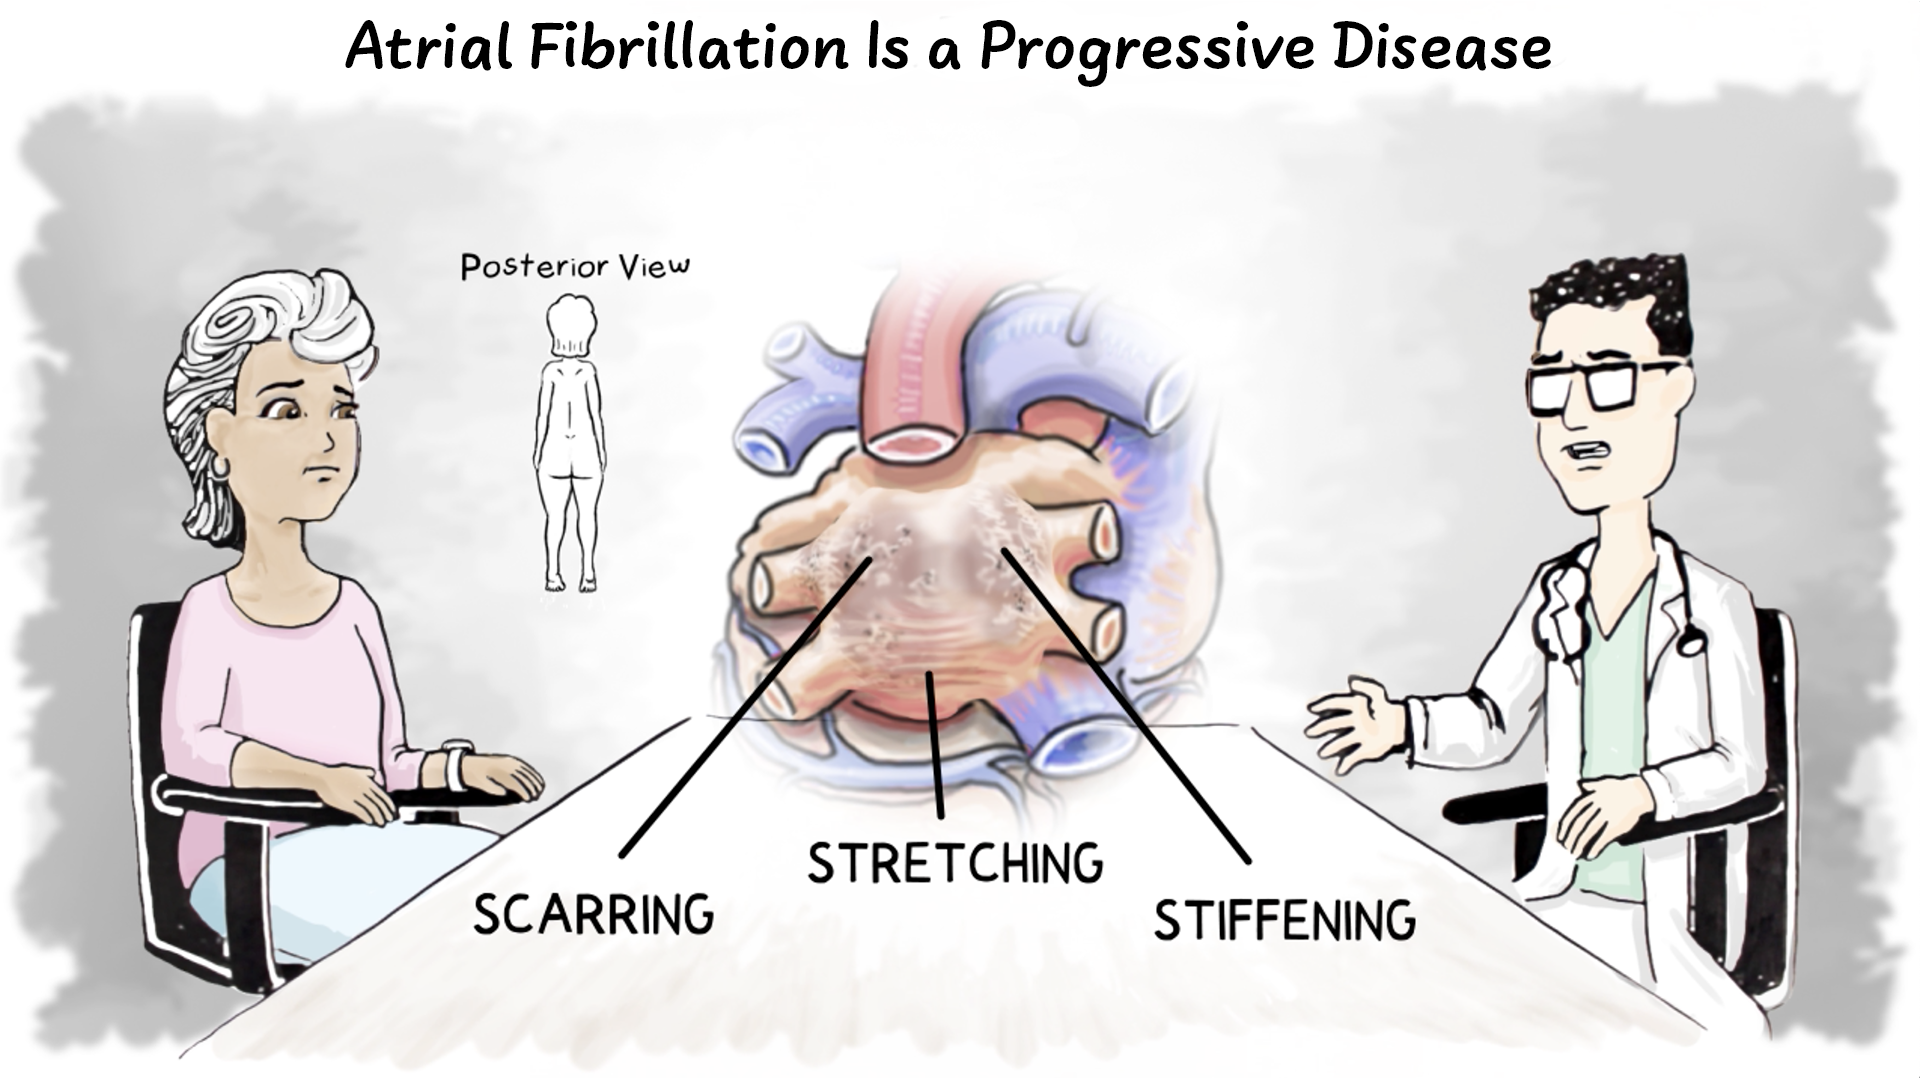 Atrial Fibrillation Is a Progressive Disease
Posterior View
STRETCHING
SCARRING
STIFFENING